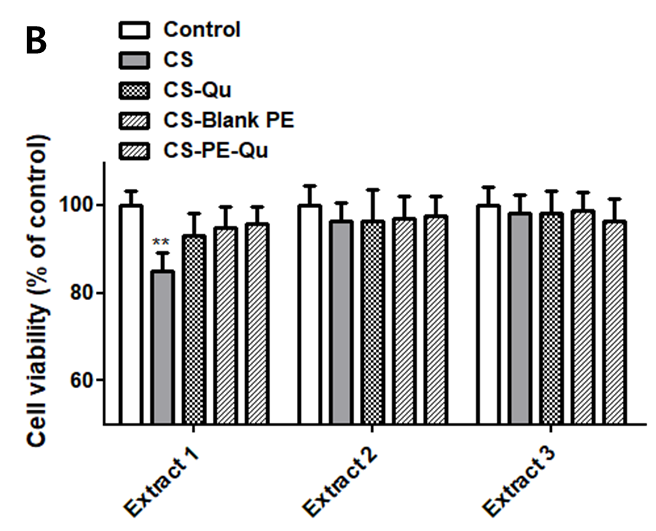 B
Control
CS
CS-Qu
CS-Blank PE
CS-PE-Qu
Cell viability (% of control)
100
80
60
**
Extract 1
Extract 2
Extract 3